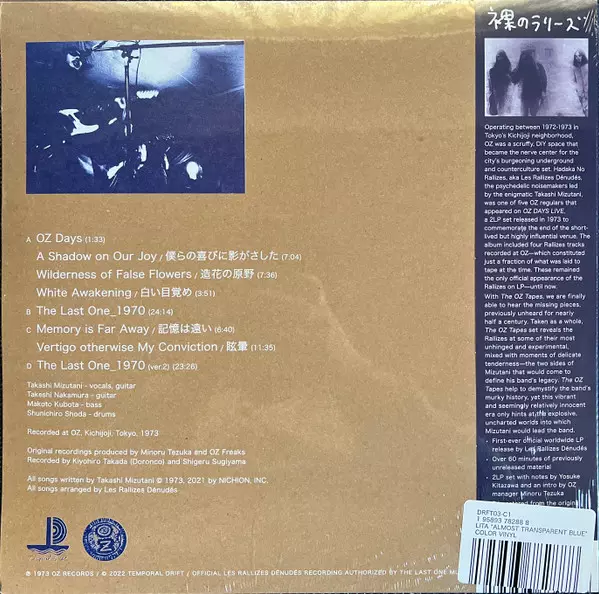 裸のラリーズ
Operating between 1972-1973 in
Tokyo's Kichijoji neighborhood,
OZ was a scruffy, DIY space that
became the nerve center for the
city's burgeoning underground
and counterculture set. Hadaka No
Rallizes, aka Les Rallizes Dénudés,
the psychedelic noisemakers led
by the enigmatic Takashi Mizutani,
was one of five OZ regulars that
appeared on OZ DAYS LIVE,
a 2LP set released in 1973 to
commemorate the end of the short-
lived but highly influential venue. The
album included four Rallizes tracks
recorded at OZ—which constituted
just a fraction of what was laid to
tape at the time. These remained
the only official appearance of the
Rallizes on LP—until now.
With The OZ Tapes, we are finally
able to hear the missing pieces,
previously unheard for nearly
half a century. Taken as a whole,
The OZ Tapes set reveals the
Rallizes at some of their most
unhinged and experimental,
mixed with moments of delicate
tenderness—the two sides of
Mizutani that would come to
define his band's legacy. The OZ
Tapes help to demystify the band's
murky history, yet this vibrant
and seemingly relatively innocent
era only hints at the explosive,
uncharted worlds into which
Mizutani would lead the band.
• First-ever official worldwide LP
release by Les Rallizes Dénudés
• Over 60 minutes of previously
unreleased material
• 2LP set with notes by Yusuke
Kitazawa and an intro by OZ
manager Minoru Tezuka
from the original
A OZ Days (1:33)
A Shadow on Our Joy / 僕らの喜びに影がさした (7:04)
Wilderness of False Flowers / 造花の原野 (7:36)
White Awakening / 白い目覚め (3:51)
B The Last One_1970 (24:14)
C Memory is Far Away / 記憶は遠い (6:40)
Vertigo otherwise My Conviction / 眩暈 (11:35)
D The Last One_1970 (ver.2) (23:26)
Takashi Mizutani - vocals, guitar
Takeshi Nakamura - guitar
Makoto Kubota - bass
Shunichiro Shoda - drums
Recorded at OZ, Kichijoji, Tokyo, 1973
Original recordings produced by Minoru Tezuka and OZ Freaks
Recorded by Kiyohiro Takada (Doronco) and Shigeru Sugiyama
All songs written by Takashi Mizutani © 1973, 2021 by NICHION, INC.
All songs arranged by Les Rallizes Dénudés
OZ
DRFT03-C1
1 95893 78288 8
LITA "ALMOST TRANSPARENT BLUE"
COLOR VINYL
℗ 1973 OZ RECORDS / © 2022 TEMPORAL DRIFT / OFFICIAL LES RALLIZES DÉNUDÉS RECORDING AUTHORIZED BY THE LAST ONE